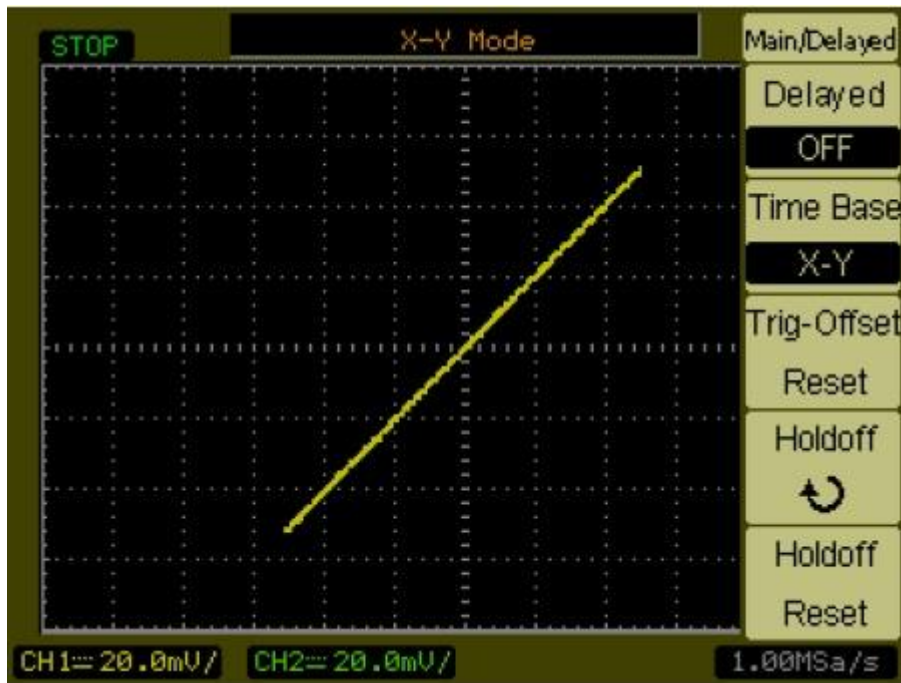 STOP
X-Y Mode
Main/Delayed
Delayed
OFF
Time Base
X-Y
Trig-Offset
Reset
Holdoff
Holdoff
Reset
CH1⎓20.0mV/
CH2⎓20.0mV/
1.00MSa/s